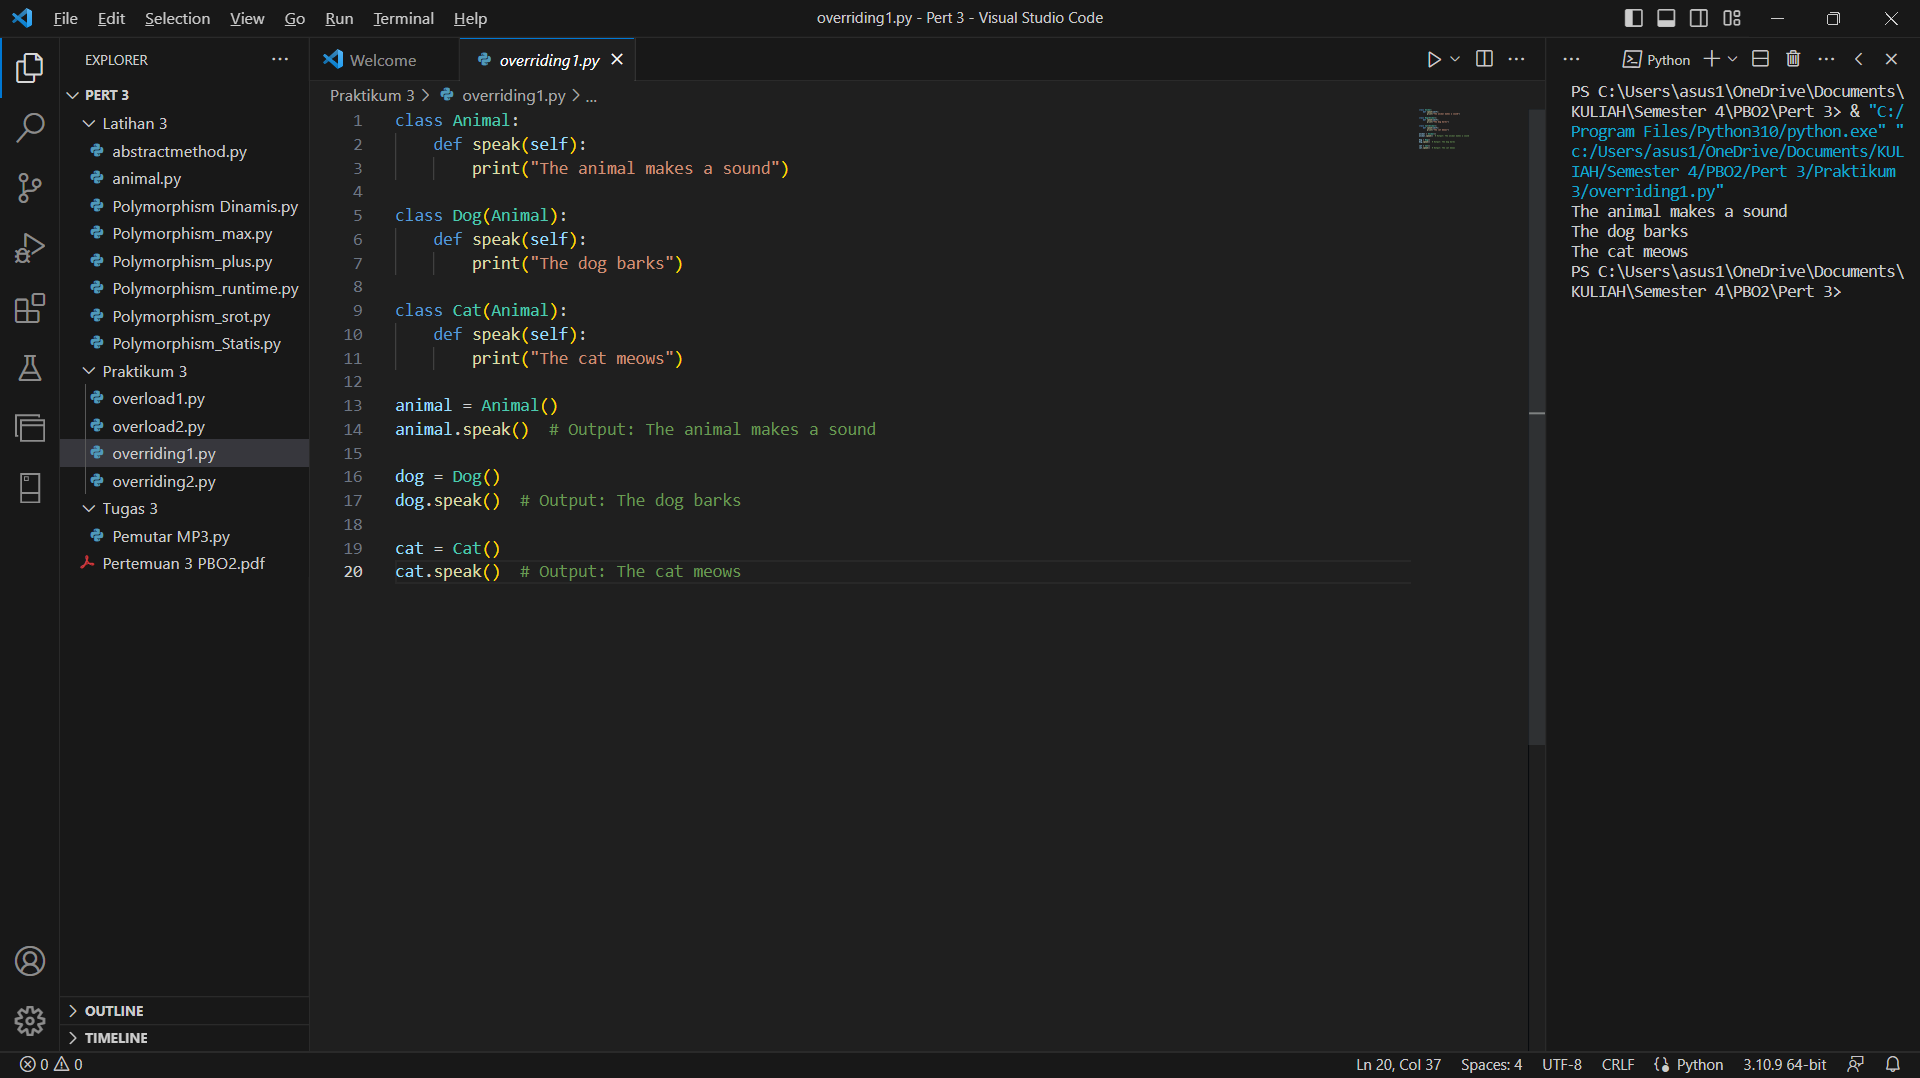 File Edit Selection View Go Run Terminal Help
overriding1.py - Pert 3 - Visual Studio Code
EXPLORER
PERT 3
Latihan 3
abstractmethod.py
animal.py
Polymorphism Dinamis.py
Polymorphism_max.py
Polymorphism_plus.py
Polymorphism_runtime.py
Polymorphism_srot.py
Polymorphism_Statis.py
Praktikum 3
overload1.py
overload2.py
overriding1.py
overriding2.py
Tugas 3
Pemutar MP3.py
Pertemuan 3 PBO2.pdf
OUTLINE
TIMELINE
Welcome
overriding1.py
Praktikum 3 > overriding1.py > ...
1 class Animal:
2 def speak(self):
3 print("The animal makes a sound")
4
5 class Dog(Animal):
6 def speak(self):
7 print("The dog barks")
8
9 class Cat(Animal):
10 def speak(self):
11 print("The cat meows")
12
13 animal = Animal()
14 animal.speak()  # Output: The animal makes a sound
15
16 dog = Dog()
17 dog.speak()  # Output: The dog barks
18
19 cat = Cat()
20 cat.speak()  # Output: The cat meows
Python
PS C:\Users\asus1\OneDrive\Documents\
KULIAH\Semester 4\PBO2\Pert 3> & "C:/
Program Files/Python310/python.exe" "
c:/Users/asus1/OneDrive/Documents/KUL
IAH/Semester 4/PBO2/Pert 3/Praktikum
3/overriding1.py"
The animal makes a sound
The dog barks
The cat meows
PS C:\Users\asus1\OneDrive\Documents\
KULIAH\Semester 4\PBO2\Pert 3>
0 0
Ln 20, Col 37 Spaces: 4 UTF-8 CRLF Python 3.10.9 64-bit